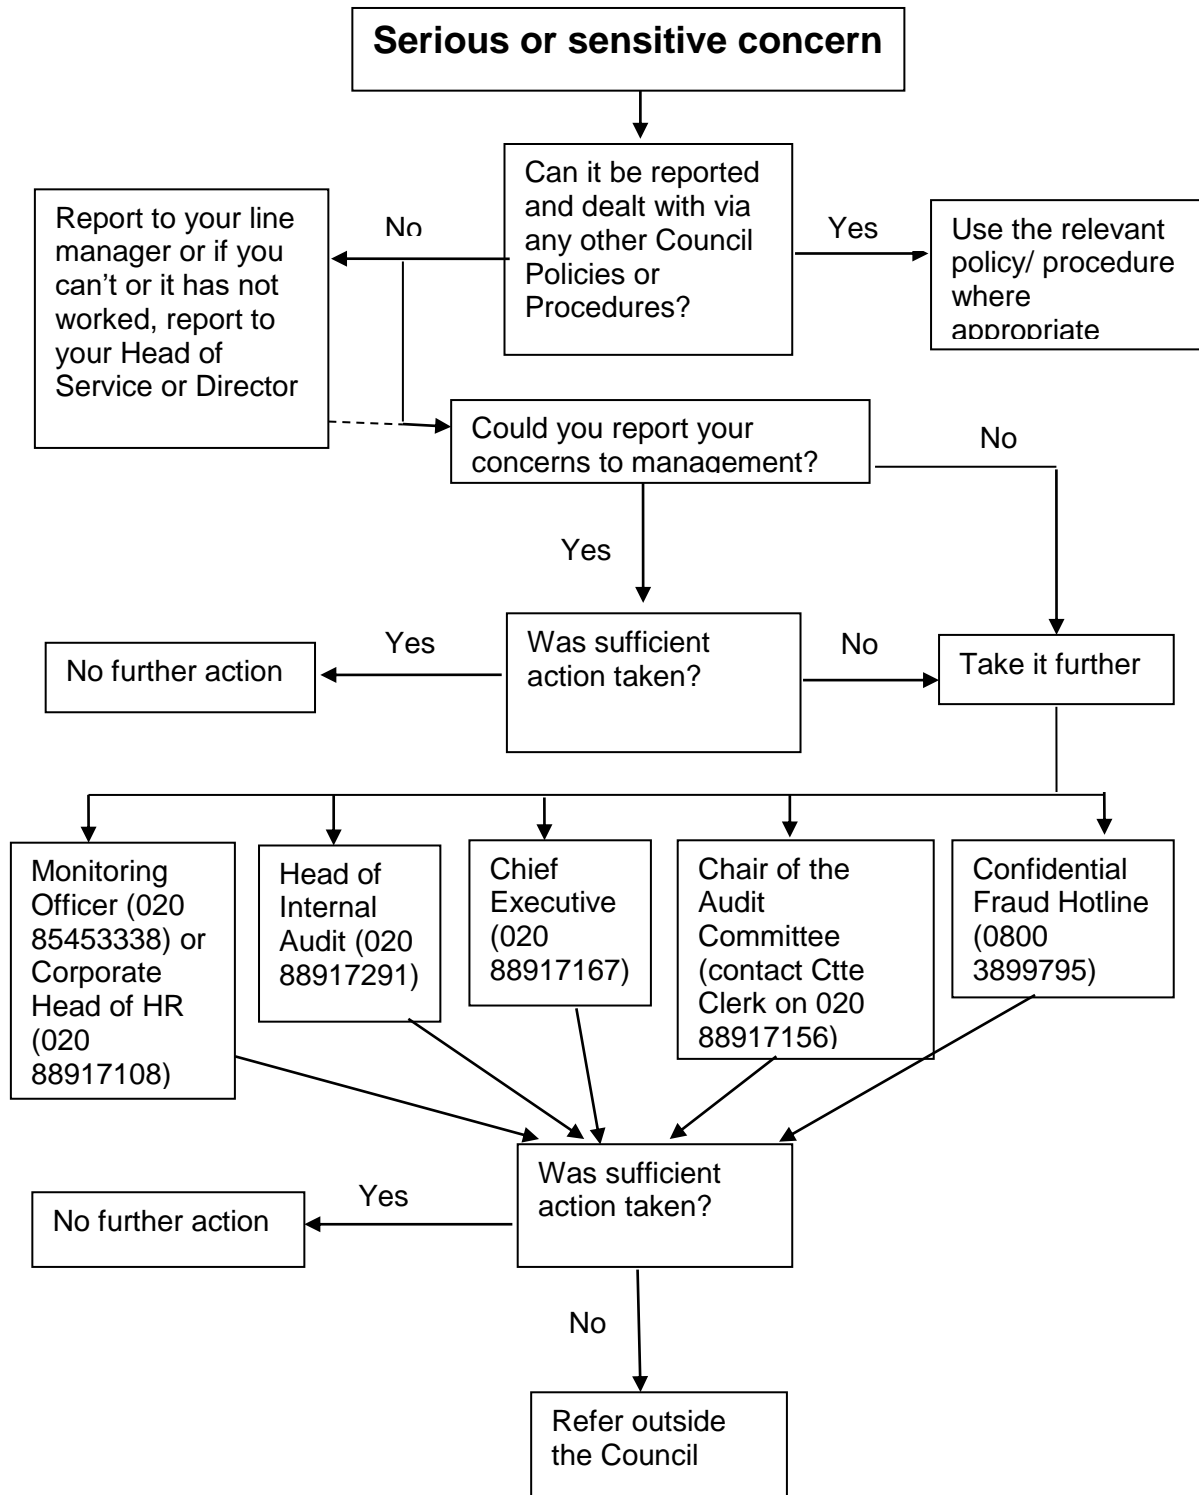 Serious or sensitive concern
Can it be reported
and dealt with via
any other Council
Policies or
Procedures?
No
Yes
Report to your line
manager or if you
can't or it has not
worked, report to
your Head of
Service or Director
Use the relevant
policy/ procedure
where
appropriate
Could you report your
concerns to management?
No
Yes
Was sufficient
action taken?
Yes
No
No further action
Take it further
Monitoring
Officer (020
85453338) or
Corporate
Head of HR
(020
88917108)
Head of
Internal
Audit (020
88917291)
Chief
Executive
(020
88917167)
Chair of the
Audit
Committee
(contact Ctte
Clerk on 020
88917156)
Confidential
Fraud Hotline
(0800
3899795)
Was sufficient
action taken?
Yes
No further action
No
Refer outside
the Council